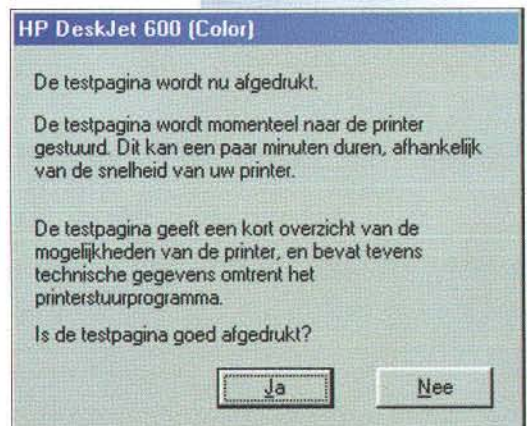 HP DeskJet 600 (Color)
De testpagina wordt nu afgedrukt.
De testpagina wordt momenteel naar de printer
gestuurd. Dit kan een paar minuten duren, afhankelijk
van de snelheid van uw printer.
De testpagina geeft een kort overzicht van de
mogelijkheden van de printer, en bevat tevens
technische gegevens omtrent het
printerstuurprogramma.
Is de testpagina goed afgedrukt?
Ja Nee